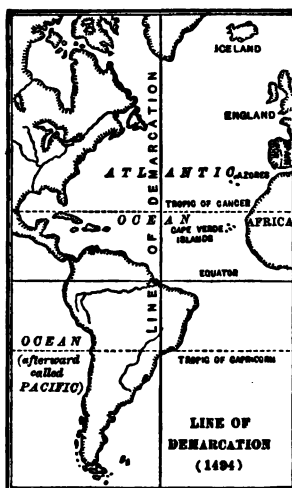 ICELAND
ENGLAND
LINE OF DEMARCATION
ATLANTIC
AZORES
TROPIC OF CANCER
OCEAN
AFRICA
CAPE VERDE
ISLANDS
EQUATOR
OCEAN
(afterward
called
PACIFIC)
TROPIC OF CAPRICORN
LINE OF
DEMARCATION
(1494)